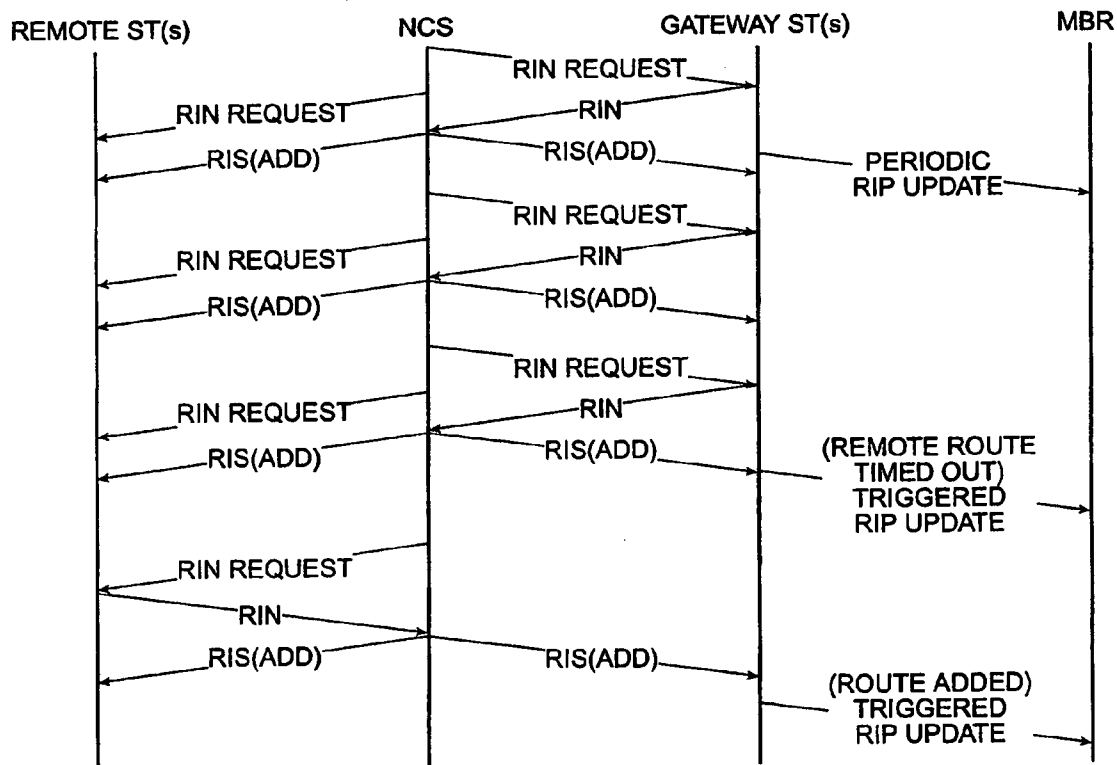 REMOTE ST(s)
NCS
GATEWAY ST(s)
MBR
RIN REQUEST
RIN REQUEST
RIN
RIS(ADD)
RIS(ADD)
PERIODIC
RIP UPDATE
RIN REQUEST
RIN REQUEST
RIN
RIS(ADD)
RIS(ADD)
RIN REQUEST
RIN REQUEST
RIN
RIS(ADD)
RIS(ADD)
(REMOTE ROUTE
TIMED OUT)
TRIGGERED
RIP UPDATE
RIN REQUEST
RIN
RIS(ADD)
RIS(ADD)
(ROUTE ADDED)
TRIGGERED
RIP UPDATE